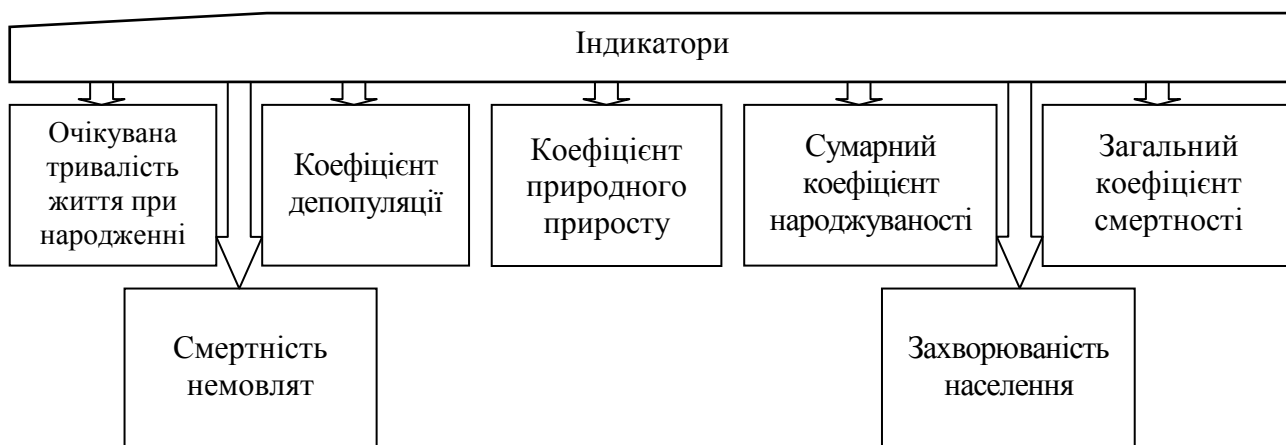 Індикатори
Очікувана
тривалість
життя при
народженні
Коефіцієнт
депопуляції
Коефіцієнт
природного
приросту
Сумарний
коефіцієнт
народжуваності
Загальний
коефіцієнт
смертності
Смертність
немовлят
Захворюваність
населення